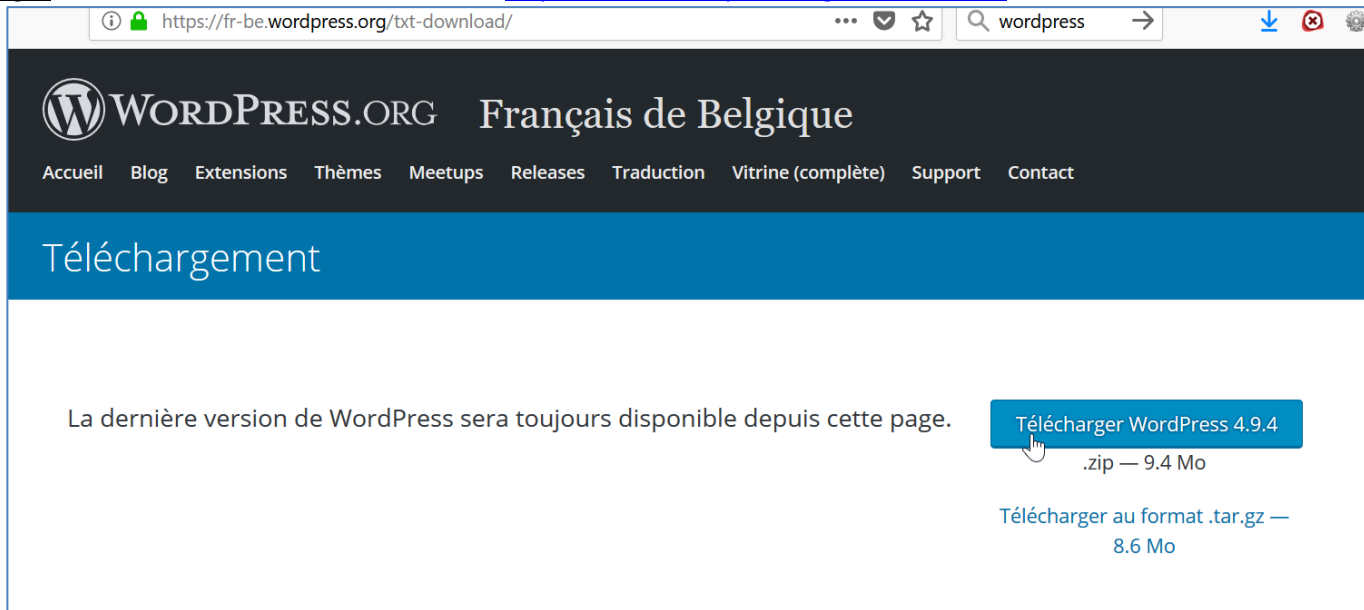 https://fr-be.wordpress.org/txt-download/
wordpress
WORDPRESS.ORG Français de Belgique
Accueil Blog Extensions Thèmes Meetups Releases Traduction Vitrine (complète) Support Contact
Téléchargement
La dernière version de WordPress sera toujours disponible depuis cette page.
Télécharger WordPress 4.9.4
.zip — 9.4 Mo
Télécharger au format .tar.gz —
8.6 Mo